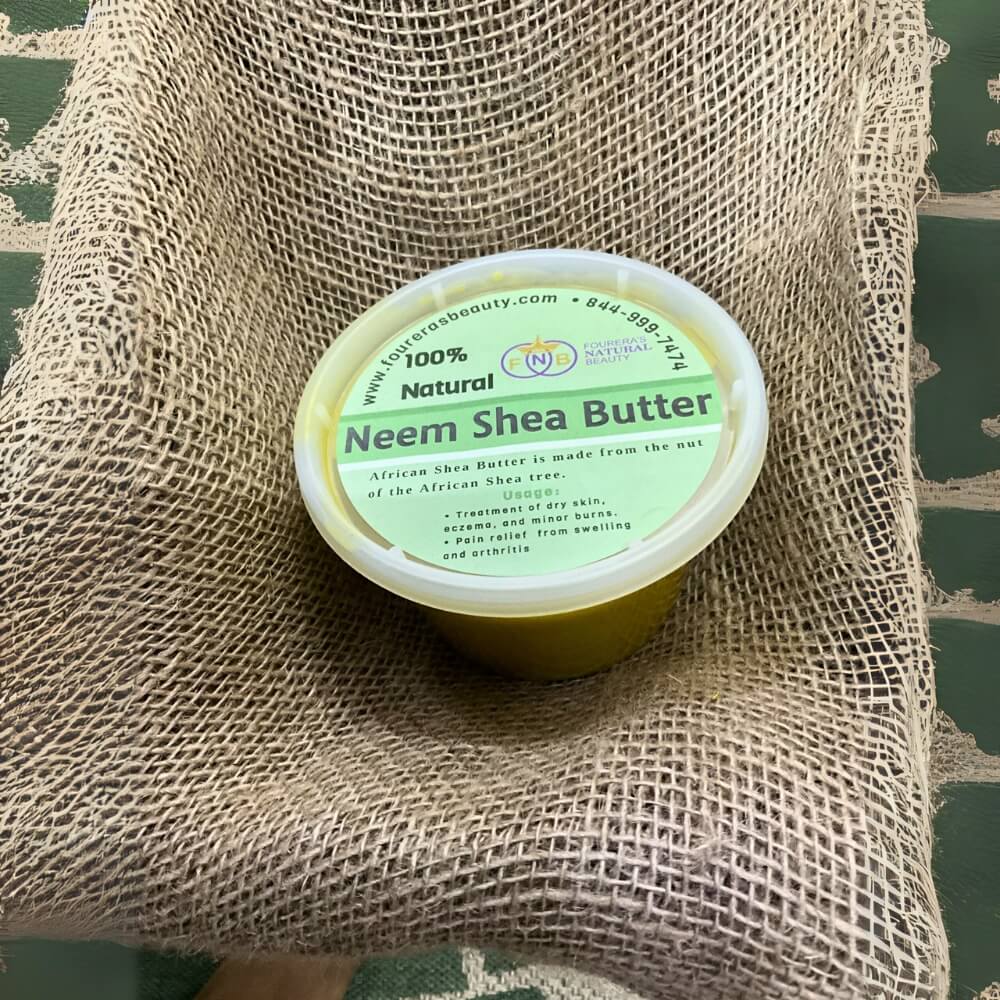 www.fourerasbeauty.com • 844-999-7474
100%
Natural
FNB
FOURERA'S
NATURAL
BEAUTY
Neem Shea Butter
African Shea Butter is made from the nut
of the African Shea tree.
Usage:
• Treatment of dry skin,
eczema, and minor burns.
• Pain relief from swelling
and arthritis